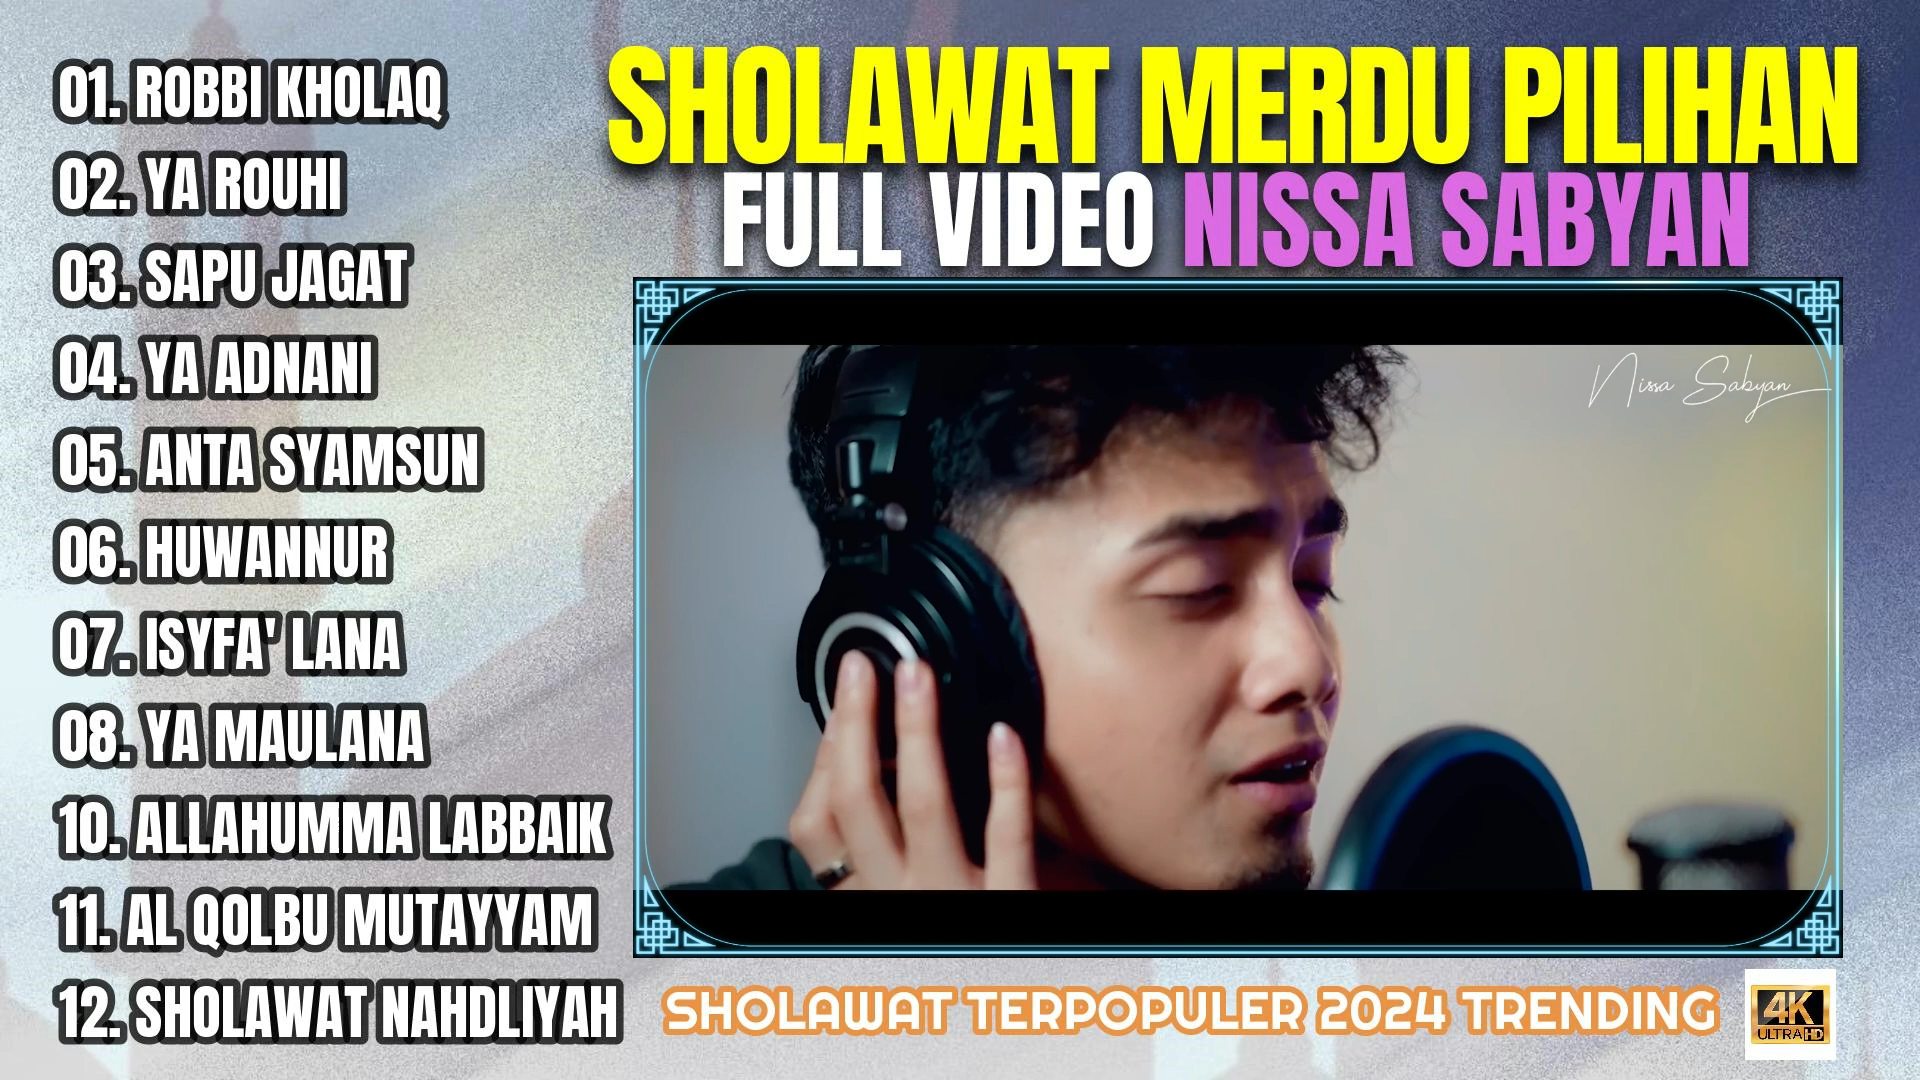 01. ROBBI KHOLAQ
02. YA ROUHI
03. SAPU JAGAT
04. YA ADNANI
05. ANTA SYAMSUN
06. HUWANNUR
07. ISYFA' LANA
08. YA MAULANA
10. ALLAHUMMA LABBAIK
11. AL QOLBU MUTAYYAM
12. SHOLAWAT NAHDLIYAH
SHOLAWAT MERDU PILIHAN
FULL VIDEO NISSA SABYAN
Nissa Sabyan
SHOLAWAT TERPOPULER 2024 TRENDING
4K
ULTRA HD